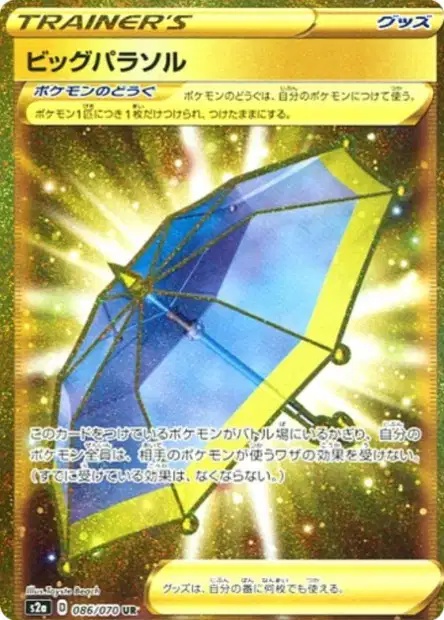 TRAINER'S
グッズ
ビッグパラソル
ポケモンのどうぐ
ポケモンのどうぐは、自分のポケモンにつけて使う。
ポケモン1匹につき1枚だけつけられ、つけたままにする。
このカードをつけているポケモンがバトル場にいるかぎり、自分の
ポケモン全員は、相手のポケモンが使うワザの効果を受けない。
(すでに受けている効果は、なくならない。)
Illus.Toyste Beach
グッズは、自分の番に何枚でも使える。
s2a D 086/070 UR